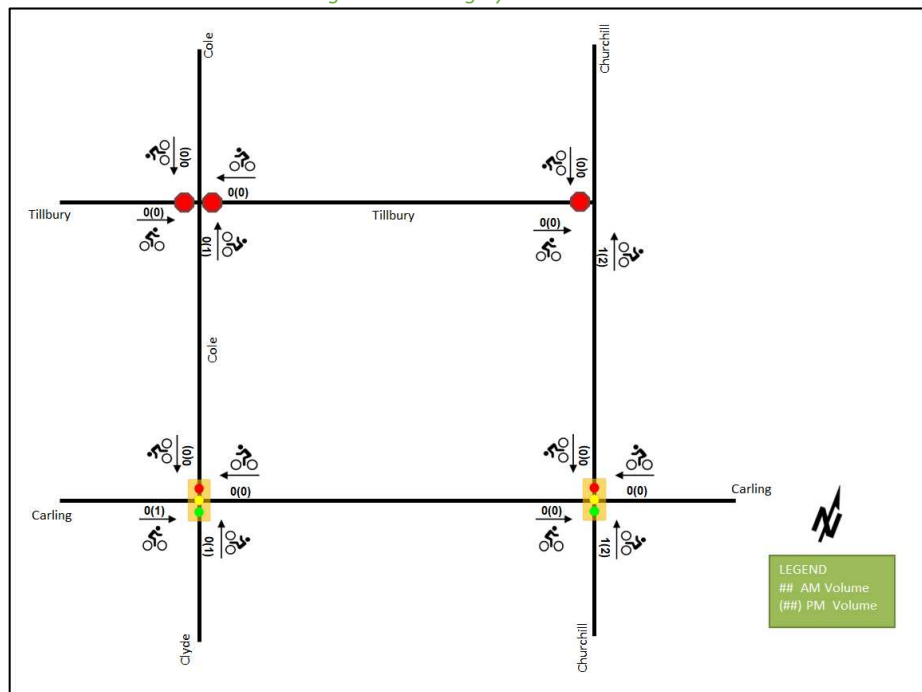 Cole
Churchill
0(0)
0(0)
0(0)
0(0)
Tillbury
Tillbury
0(0)
0(0)
0(1)
1(2)
Cole
0(0)
0(0)
0(0)
0(0)
Carling
Carling
0(1)
0(0)
0(1)
1(2)
N
LEGEND
## AM Volume
(##) PM Volume
Clyde
Churchill